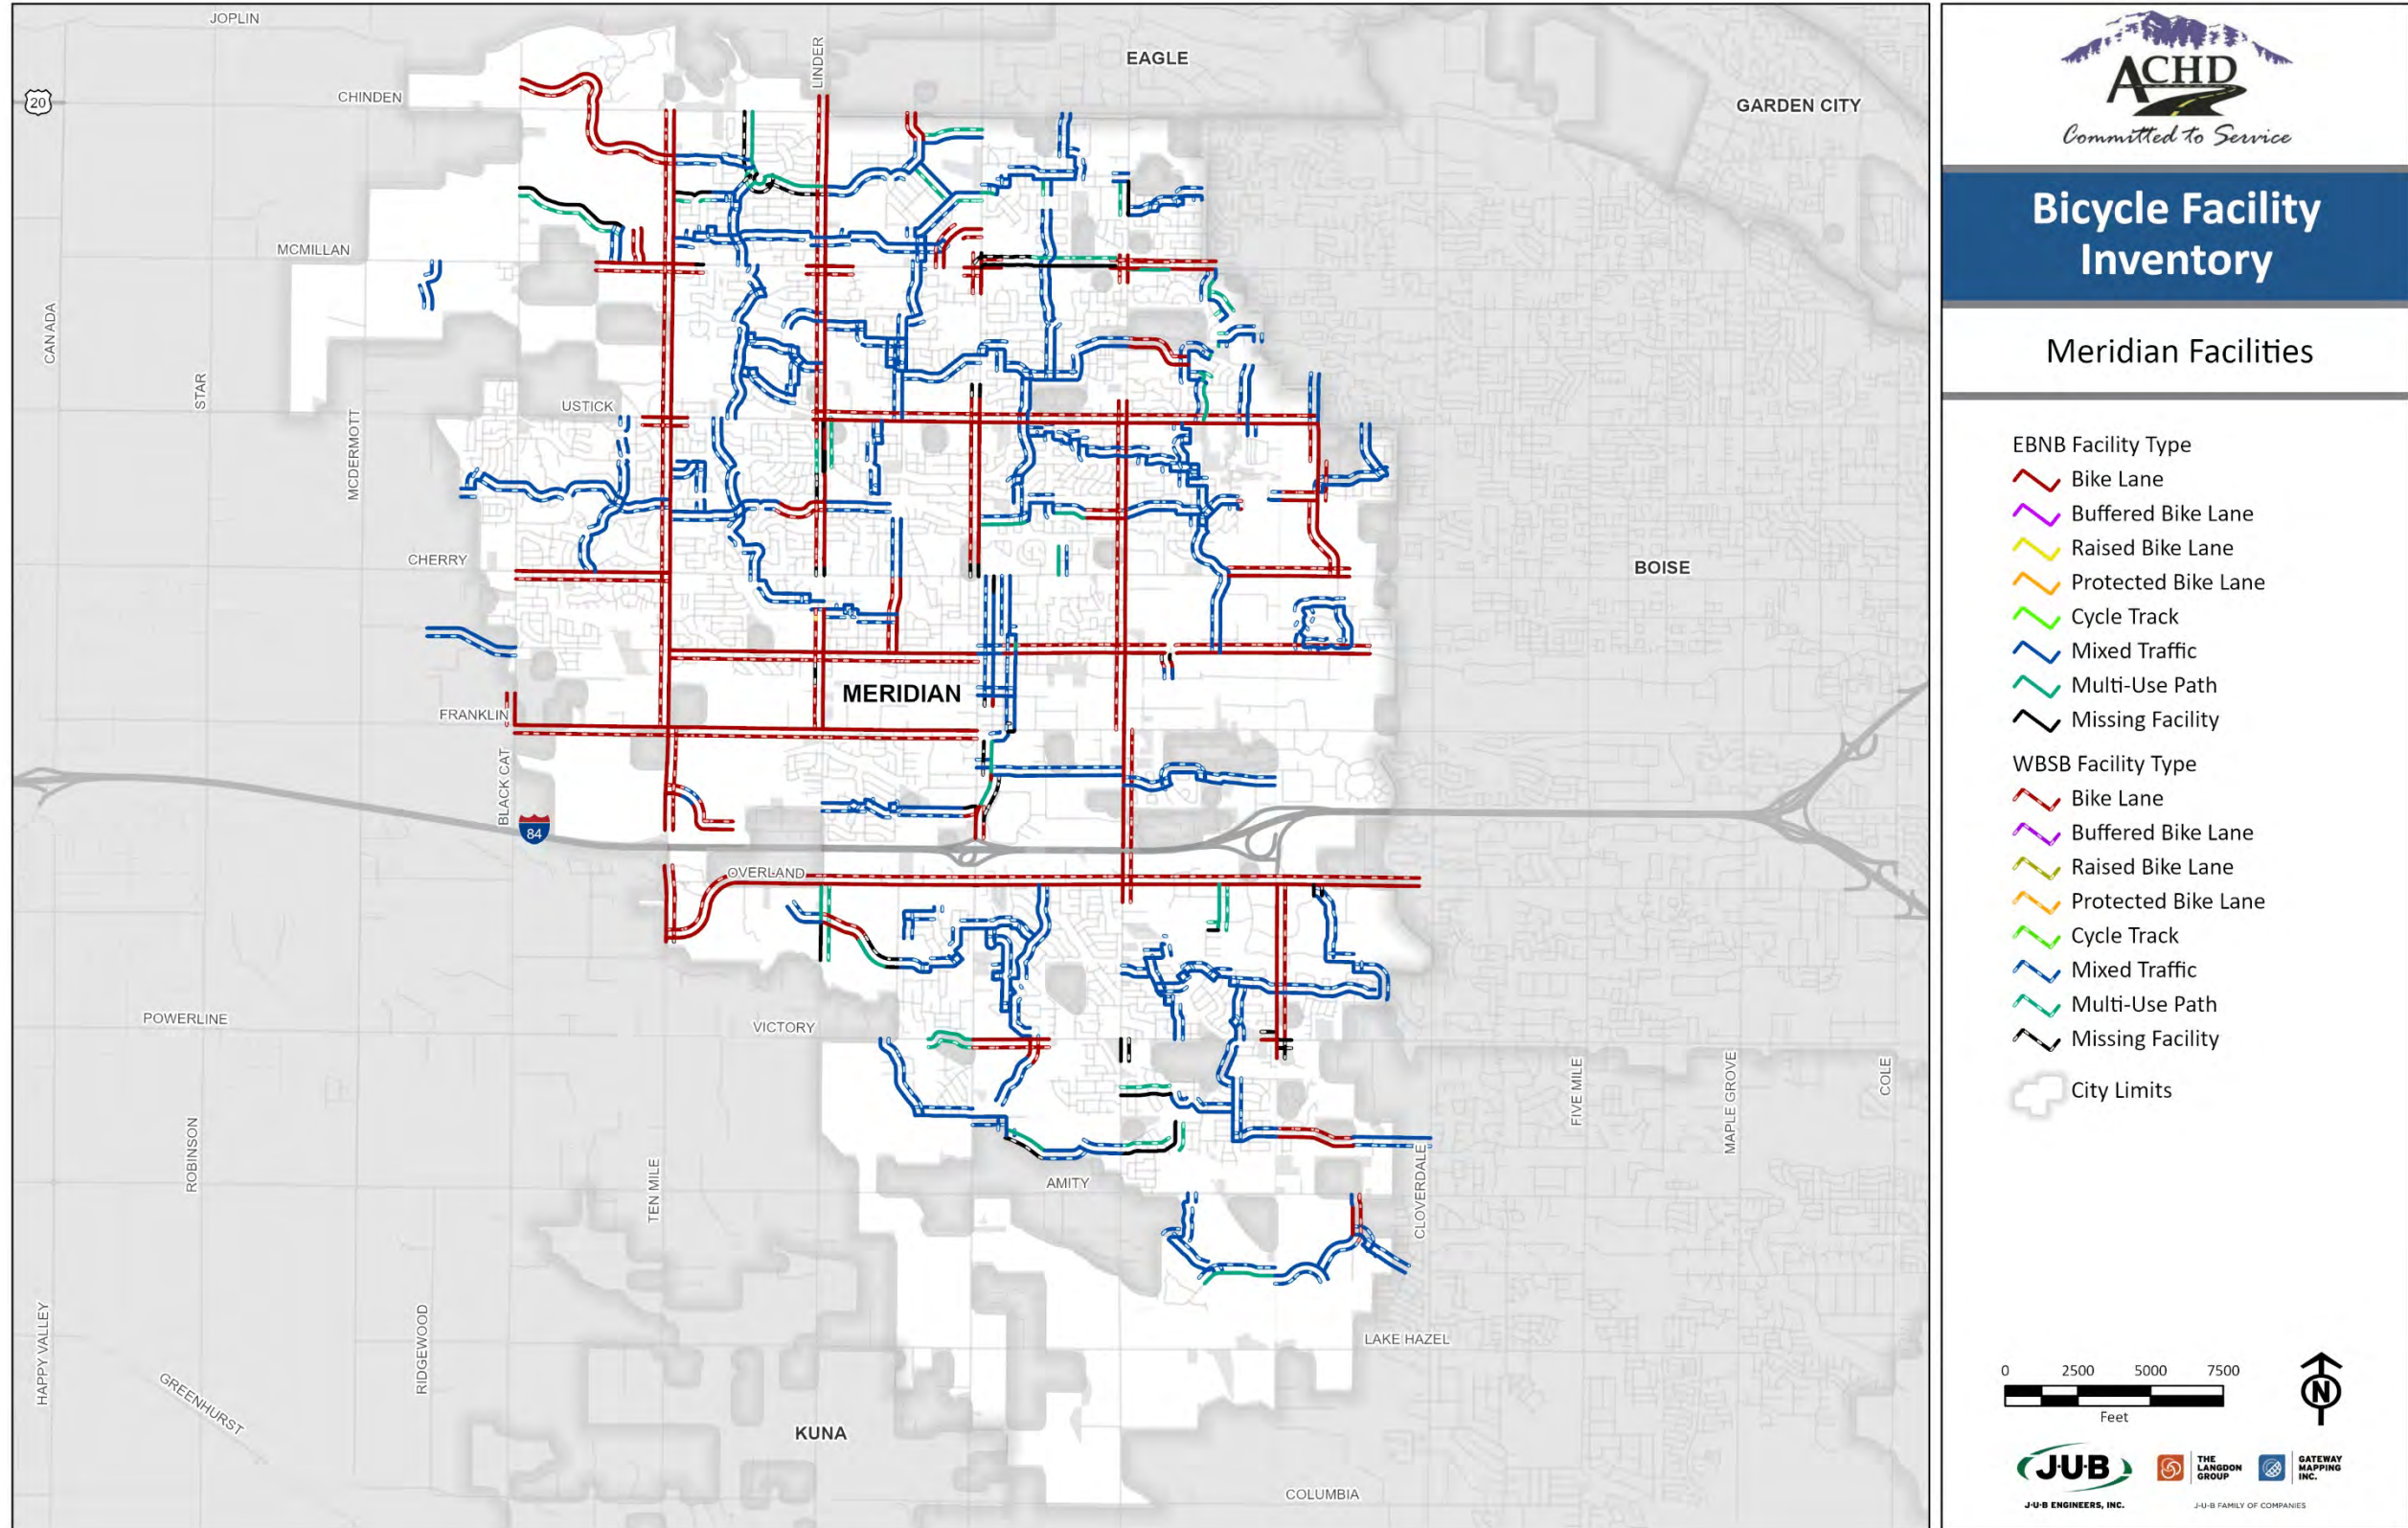 JOPLIN
LINDER
EAGLE
20
CHINDEN
GARDEN CITY
MCMILLAN
CANADA
STAR
MCDERMOTT
USTICK
CHERRY
BOISE
MERIDIAN
FRANKLIN
BLACK CAT
84
OVERLAND
POWERLINE
VICTORY
ROBINSON
TEN MILE
AMITY
CLOVERDALE
FIVE MILE
MAPLE GROVE
COLE
HAPPY VALLEY
RIDGEWOOD
GREENHURST
LAKE HAZEL
KUNA
COLUMBIA
ACHD
Committed to Service
Bicycle Facility
Inventory
Meridian Facilities
EBNB Facility Type
Bike Lane
Buffered Bike Lane
Raised Bike Lane
Protected Bike Lane
Cycle Track
Mixed Traffic
Multi-Use Path
Missing Facility
WBSB Facility Type
Bike Lane
Buffered Bike Lane
Raised Bike Lane
Protected Bike Lane
Cycle Track
Mixed Traffic
Multi-Use Path
Missing Facility
City Limits
0 2500 5000 7500
Feet
N
J·U·B
J·U·B ENGINEERS, INC.
THE
LANGDON
GROUP
GATEWAY
MAPPING
INC.
J-U-B FAMILY OF COMPANIES